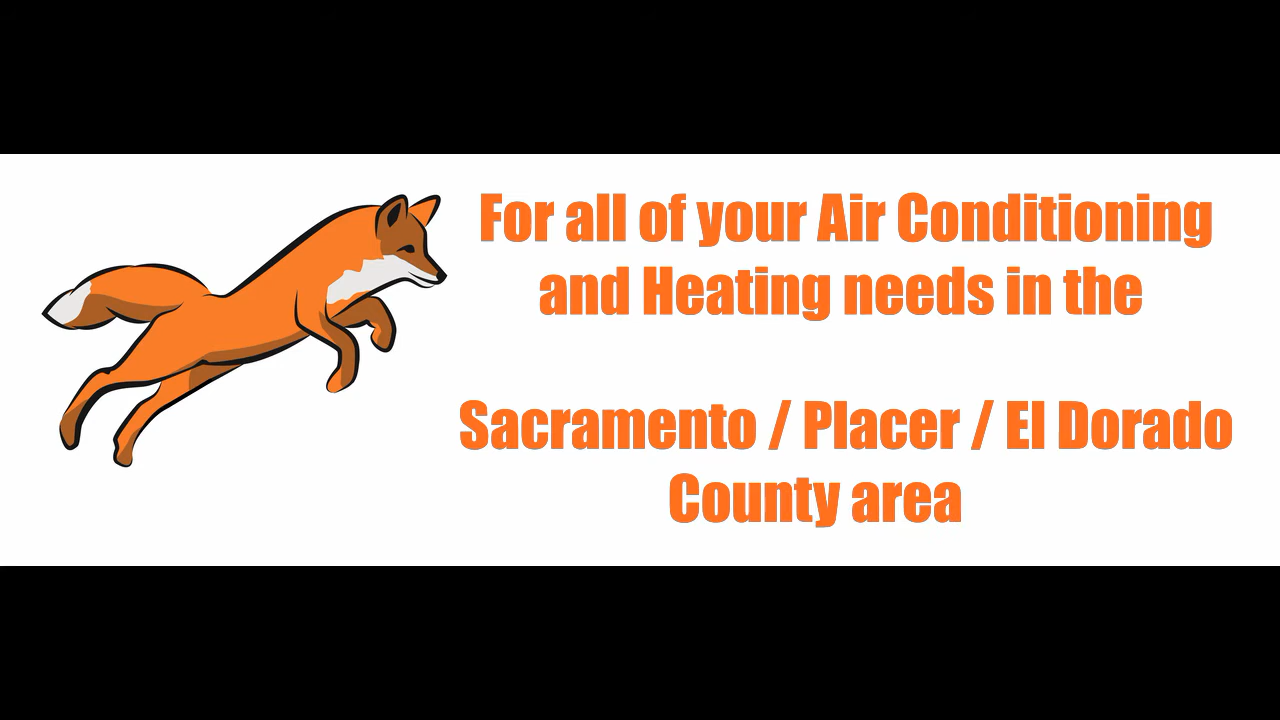 For all of your Air Conditioning
and Heating needs in the
Sacramento / Placer / El Dorado
County area